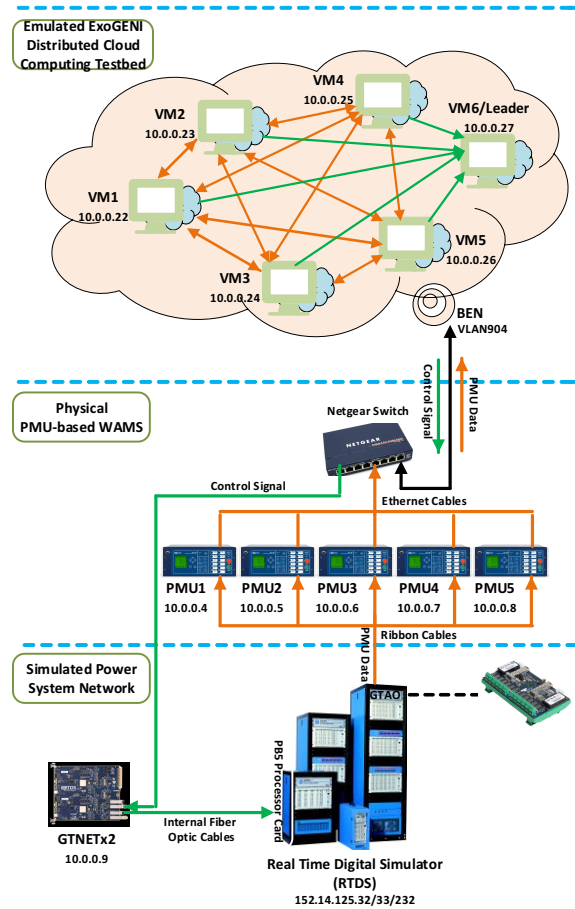 Emulated ExoGENI
Distributed Cloud
Computing Testbed
VM4
10.0.0.25
VM2
10.0.0.23
VM6/Leader
10.0.0.27
VM1
10.0.0.22
VM5
10.0.0.26
VM3
10.0.0.24
BEN
VLAN904
Control
Signal
PMU Data
Physical
PMU-based WAMS
Netgear Switch
NETGEAR
Control Signal
Ethernet Cables
PMU1
10.0.0.4
PMU2
10.0.0.5
PMU3
10.0.0.6
PMU4
10.0.0.7
PMU5
10.0.0.8
Ribbon Cables
PMU Data
Simulated Power
System Network
GTAO
PB5 Processor
Card
GTNETx2
10.0.0.9
Internal Fiber
Optic Cables
Real Time Digital Simulator
(RTDS)
152.14.125.32/33/232